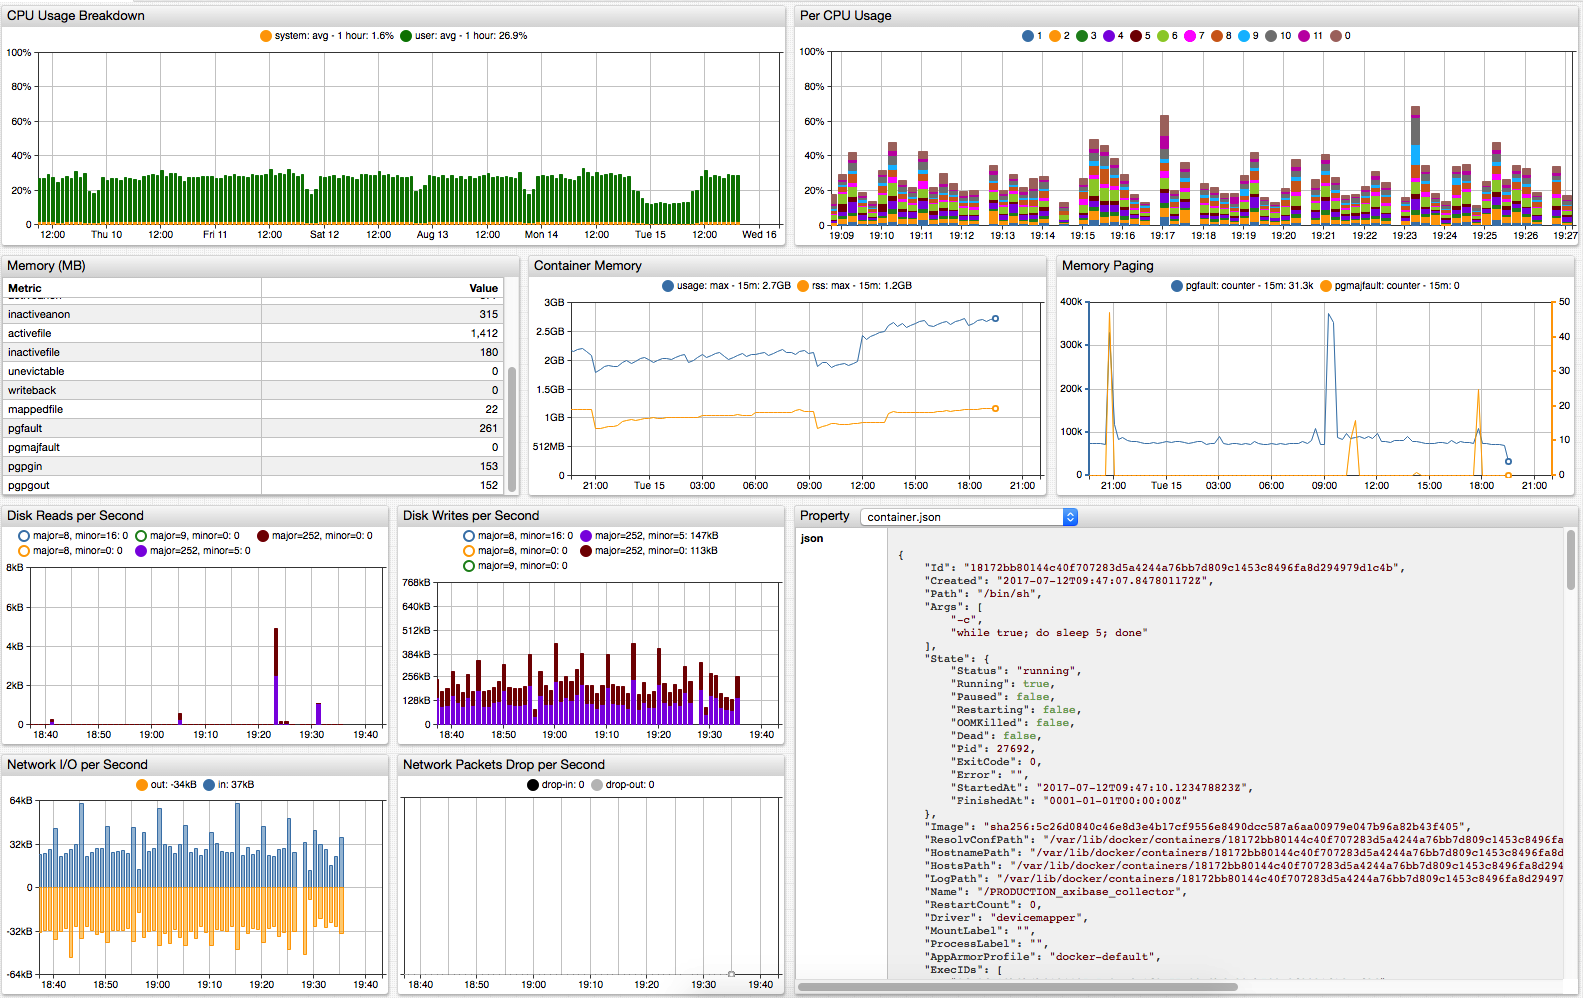 CPU Usage Breakdown
system: avg - 1 hour: 1.6% user: avg - 1 hour: 26.9%
100%
80%
60%
40%
20%
0
12:00 Thu 10 12:00 Fri 11 12:00 Sat 12 12:00 Aug 13 12:00 Mon 14 12:00 Tue 15 12:00 Wed 16
Per CPU Usage
1 2 3 4 5 6 7 8 9 10 11 0
100%
80%
60%
40%
20%
0
19:09 19:10 19:11 19:12 19:13 19:14 19:15 19:16 19:17 19:18 19:19 19:20 19:21 19:22 19:23 19:24 19:25 19:26 19:27
Memory (MB)
Metric Value
inactiveanon 315
activefile 1,412
inactivefile 180
unevictable 0
writeback 0
mappedfile 22
pgfault 261
pgmajfault 0
pgpgin 153
pgpgout 152
Container Memory
usage: max - 15m: 2.7GB rss: max - 15m: 1.2GB
3GB
2.5GB
2GB
1.5GB
1GB
512MB
0
21:00 Tue 15 03:00 06:00 09:00 12:00 15:00 18:00 21:00
Memory Paging
pgfault: counter - 15m: 31.3k pgmajfault: counter - 15m: 0
400k 50
300k 40
200k 30
100k 20
0 10
0
21:00 Tue 15 03:00 06:00 09:00 12:00 15:00 18:00 21:00
Disk Reads per Second
major=8, minor=16: 0 major=9, minor=0: 0 major=252, minor=0: 0
major=8, minor=0: 0 major=252, minor=5: 0
8kB
6kB
4kB
2kB
0
18:40 18:50 19:00 19:10 19:20 19:30 19:40
Disk Writes per Second
major=8, minor=16: 0 major=252, minor=5: 147kB
major=8, minor=0: 0 major=252, minor=0: 113kB
major=9, minor=0: 0
768kB
640kB
512kB
384kB
256kB
128kB
0
18:40 18:50 19:00 19:10 19:20 19:30 19:40
Network I/O per Second
out: -34kB in: 37kB
64kB
32kB
0
-32kB
-64kB
18:40 18:50 19:00 19:10 19:20 19:30 19:40
Network Packets Drop per Second
drop-in: 0 drop-out: 0
18:40 18:50 19:00 19:10 19:20 19:30 19:40
Property container.json
json
{
"Id": "18172bb80144c40f707283d5a4244a76bb7d809c1453c8496fa8d294979d1c4b",
"Created": "2017-07-12T09:47:07.847801172Z",
"Path": "/bin/sh",
"Args": [
"-c",
"while true; do sleep 5; done"
],
"State": {
"Status": "running",
"Running": true,
"Paused": false,
"Restarting": false,
"OOMKilled": false,
"Dead": false,
"Pid": 27692,
"ExitCode": 0,
"Error": "",
"StartedAt": "2017-07-12T09:47:10.123478823Z",
"FinishedAt": "0001-01-01T00:00:00Z"
},
"Image": "sha256:5c26d0840c46e8d3e4b17cf9556e8490dcc587a6aa00979e047b96a82b43f405",
"ResolvConfPath": "/var/lib/docker/containers/18172bb80144c40f707283d5a4244a76bb7d809c1453c8496fa
"HostnamePath": "/var/lib/docker/containers/18172bb80144c40f707283d5a4244a76bb7d809c1453c8496fa8d
"HostsPath": "/var/lib/docker/containers/18172bb80144c40f707283d5a4244a76bb7d809c1453c8496fa8d294
"LogPath": "/var/lib/docker/containers/18172bb80144c40f707283d5a4244a76bb7d809c1453c8496fa8d29497
"Name": "/PRODUCTION_axibase_collector",
"RestartCount": 0,
"Driver": "devicemapper",
"MountLabel": "",
"ProcessLabel": "",
"AppArmorProfile": "docker-default",
"ExecIDs": [